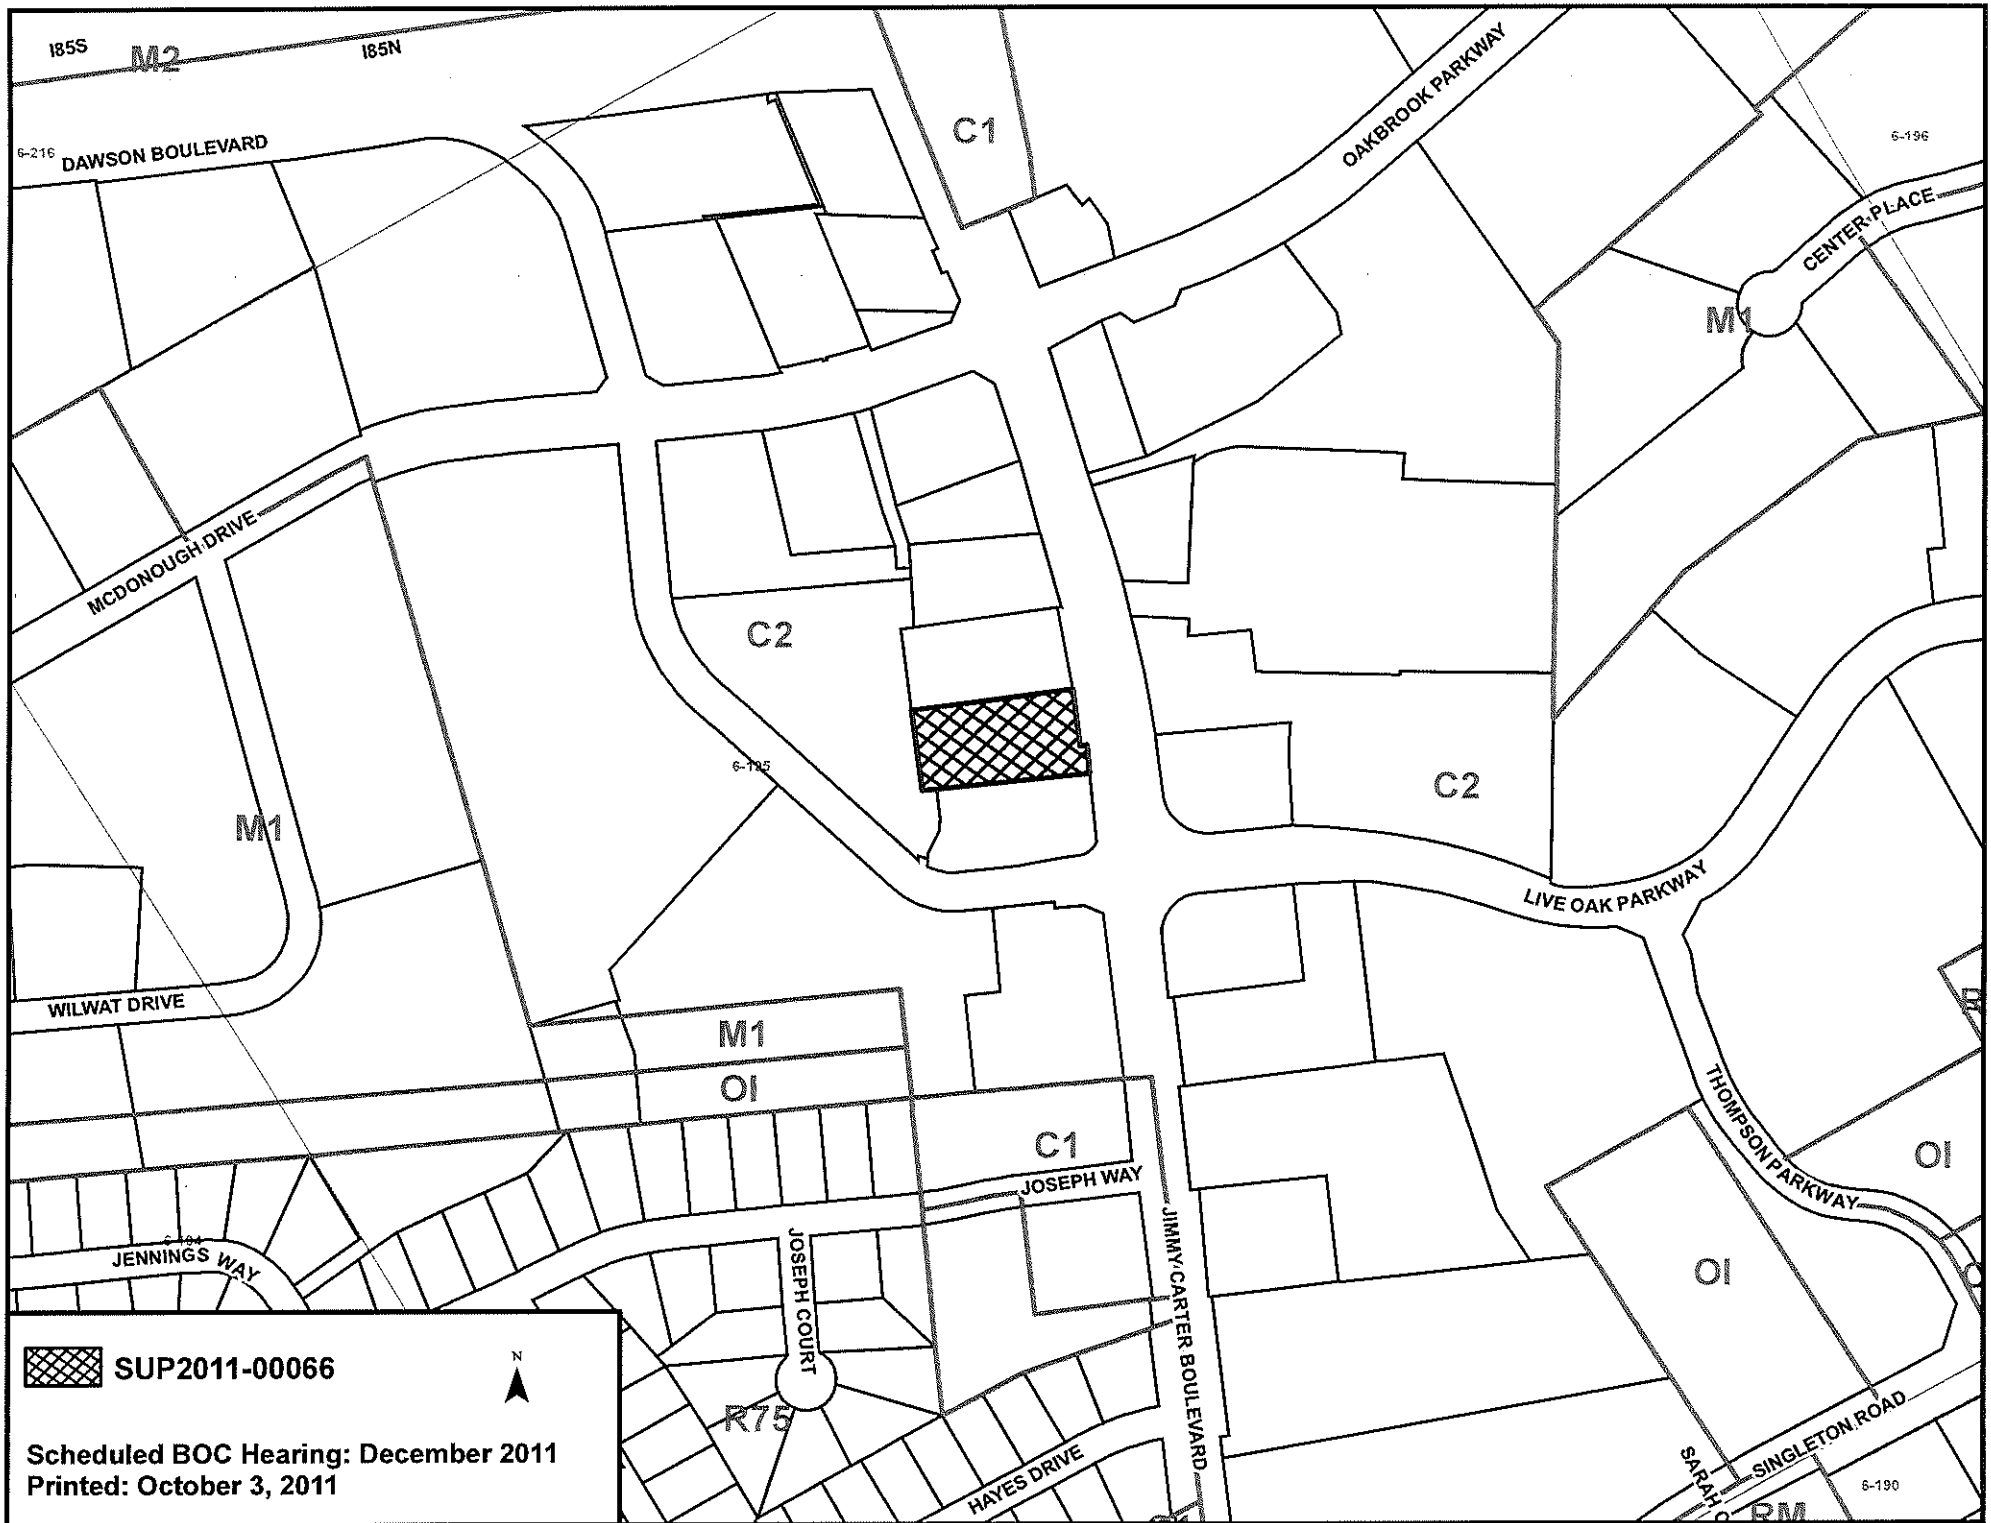 I85S
M2
I85N
C1
OAKBROOK PARKWAY
6-216
DAWSON BOULEVARD
6-196
CENTER PLACE
M1
MCDONOUGH DRIVE
C2
6-195
C2
M1
LIVE OAK PARKWAY
WILWAT DRIVE
M1
OI
THOMPSON PARKWAY
C1
OI
JOSEPH WAY
JIMMY CARTER BOULEVARD
JENNINGS WAY
JOSEPH COURT
OI
N
SUP2011-00066
R75
SINGLETON ROAD
Scheduled BOC Hearing: December 2011
HAYES DRIVE
SARAH
Printed: October 3, 2011
6-190
RM